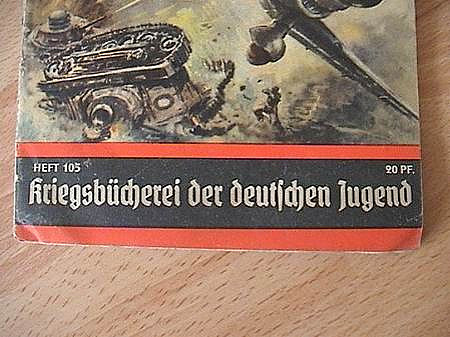 HEFT 105 20 PF.
Kriegsbücherei der deutſchen Jugend